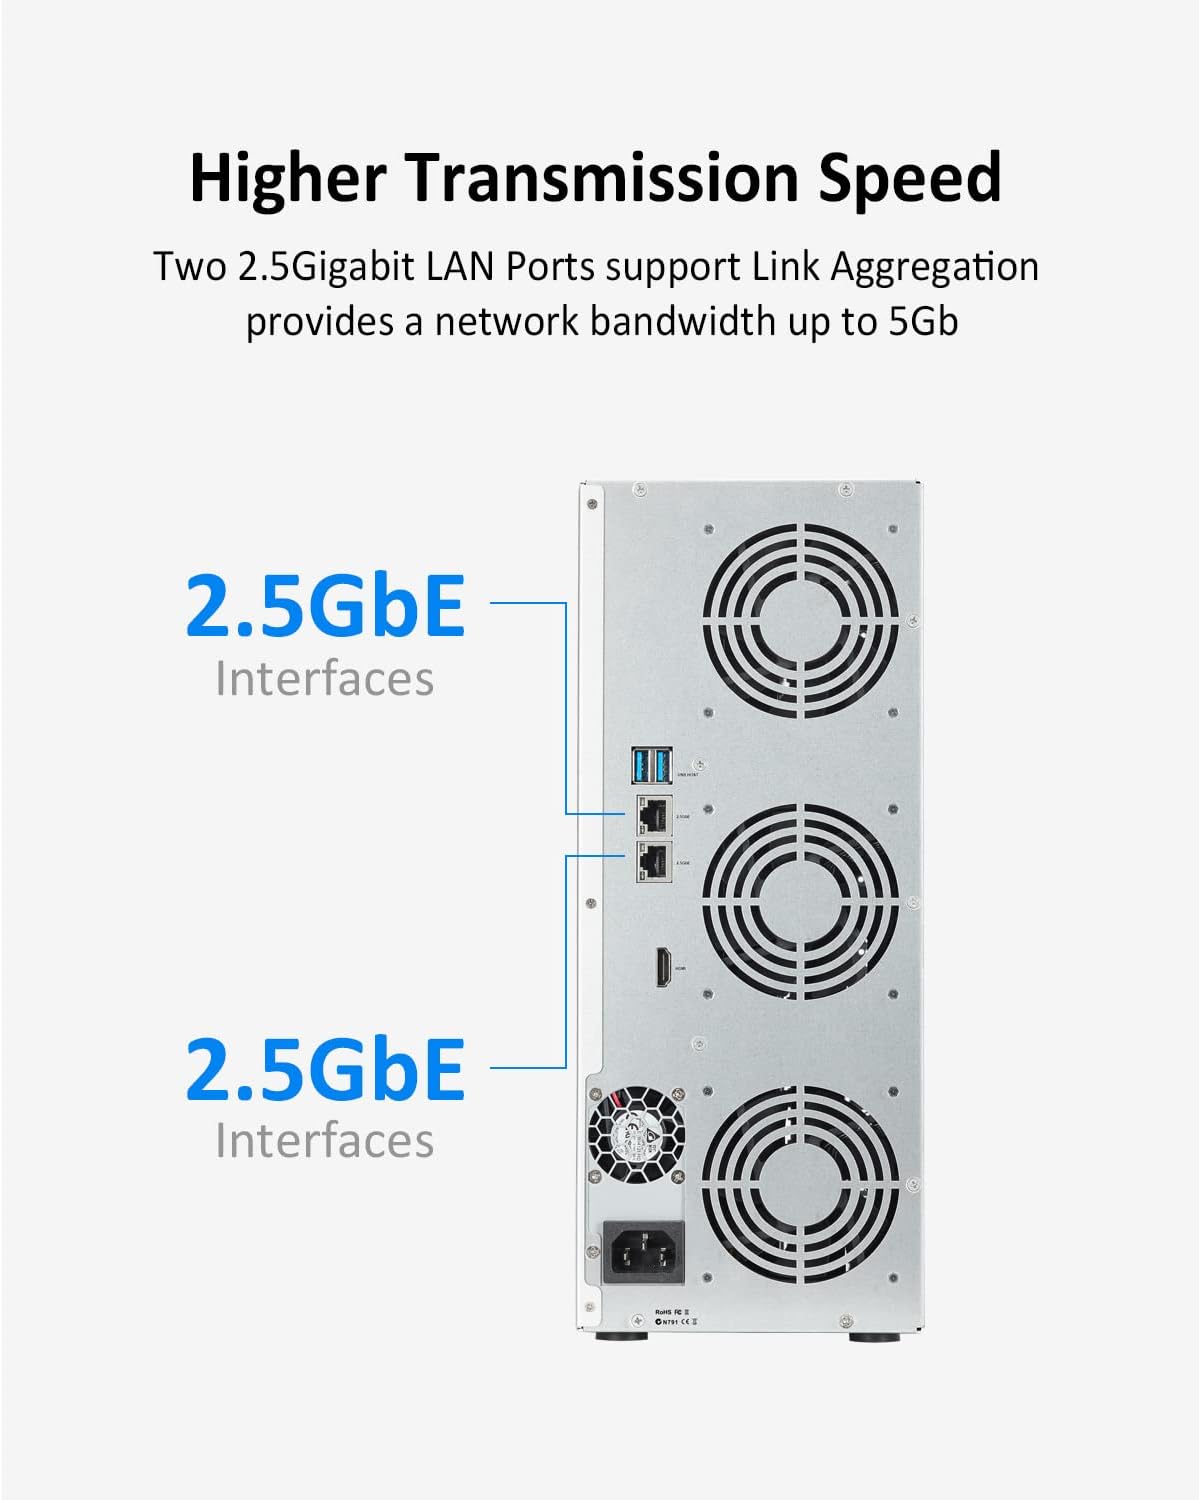 Higher Transmission Speed
Two 2.5Gigabit LAN Ports support Link Aggregation
provides a network bandwidth up to 5Gb
2.5GbE
Interfaces
USB HOST
2.5GbE
2.5GbE
HDMI
2.5GbE
Interfaces
RoHS FC
N791 CE